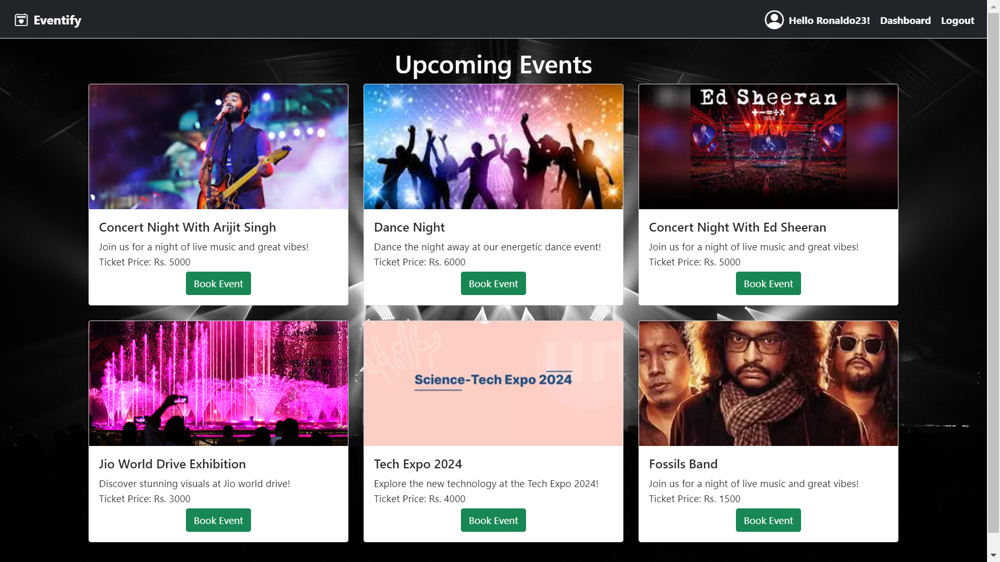 Eventify
Hello Ronaldo23! Dashboard Logout
Upcoming Events
Ed Sheeran
+-=÷x
TOUR
Concert Night With Arijit Singh
Join us for a night of live music and great vibes!
Ticket Price: Rs. 5000
Book Event
Dance Night
Dance the night away at our energetic dance event!
Ticket Price: Rs. 6000
Book Event
Concert Night With Ed Sheeran
Join us for a night of live music and great vibes!
Ticket Price: Rs. 5000
Book Event
Jio World Drive Exhibition
Discover stunning visuals at Jio world drive!
Ticket Price: Rs. 3000
Book Event
un
Science-Tech Expo 2024
Tech Expo 2024
Explore the new technology at the Tech Expo 2024!
Ticket Price: Rs. 4000
Book Event
Fossils Band
Join us for a night of live music and great vibes!
Ticket Price: Rs. 1500
Book Event